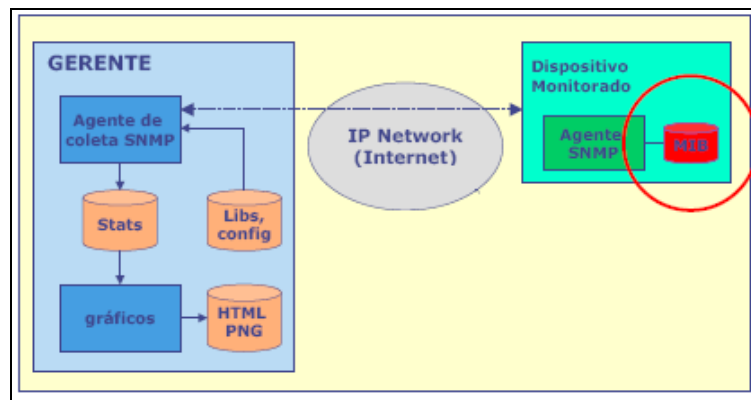 GERENTE
Agente de
coleta SNMP
Stats
Libs,
config
gráficos
HTML
PNG
IP Network
(Internet)
Dispositivo
Monitorado
Agente
SNMP
MIB